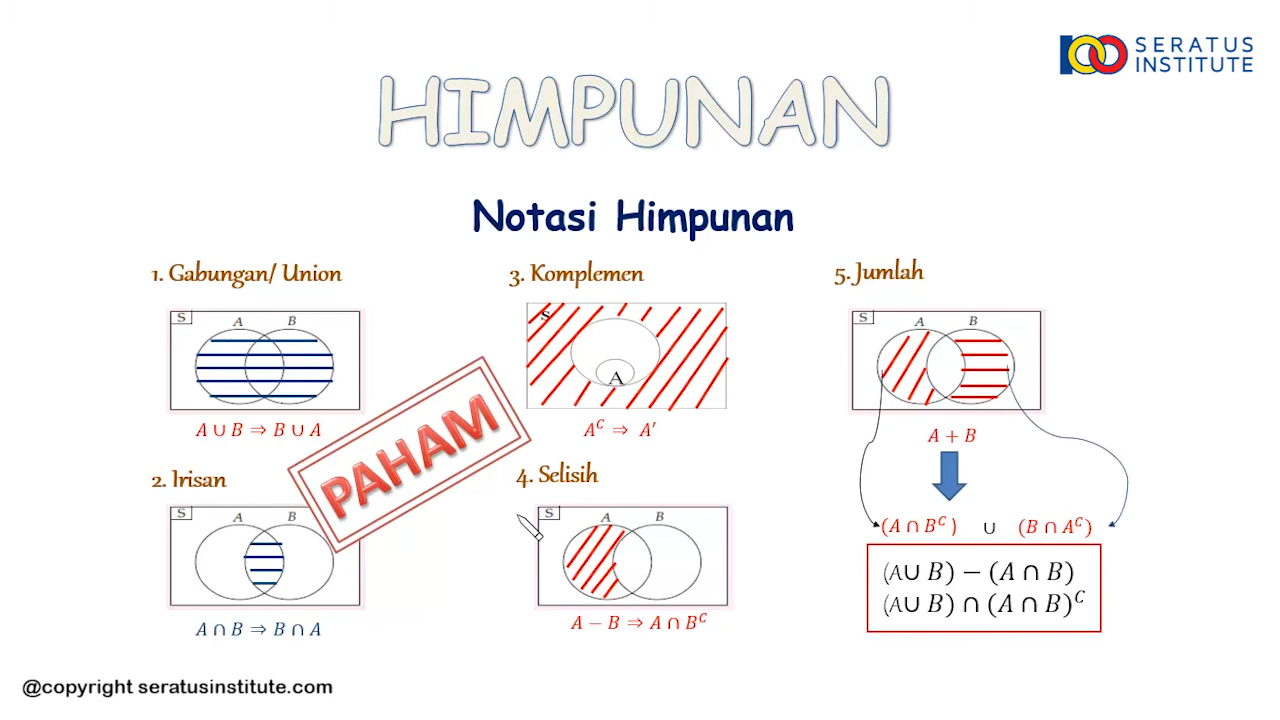 SERATUS
INSTITUTE
HIMPUNAN
Notasi Himpunan
1. Gabungan/ Union
S
A B
A ∪ B ⇒ B ∪ A
2. Irisan
S
A B
A ∩ B ⇒ B ∩ A
PAHAM
3. Komplemen
S
A
A^C ⇒ A′
4. Selisih
S
A B
A − B ⇒ A ∩ B^C
5. Jumlah
S
A B
A + B
(A ∩ B^C) ∪ (B ∩ A^C)
(A∪ B) − (A ∩ B)
(A∪ B) ∩ (A ∩ B)^C
@copyright seratusinstitute.com